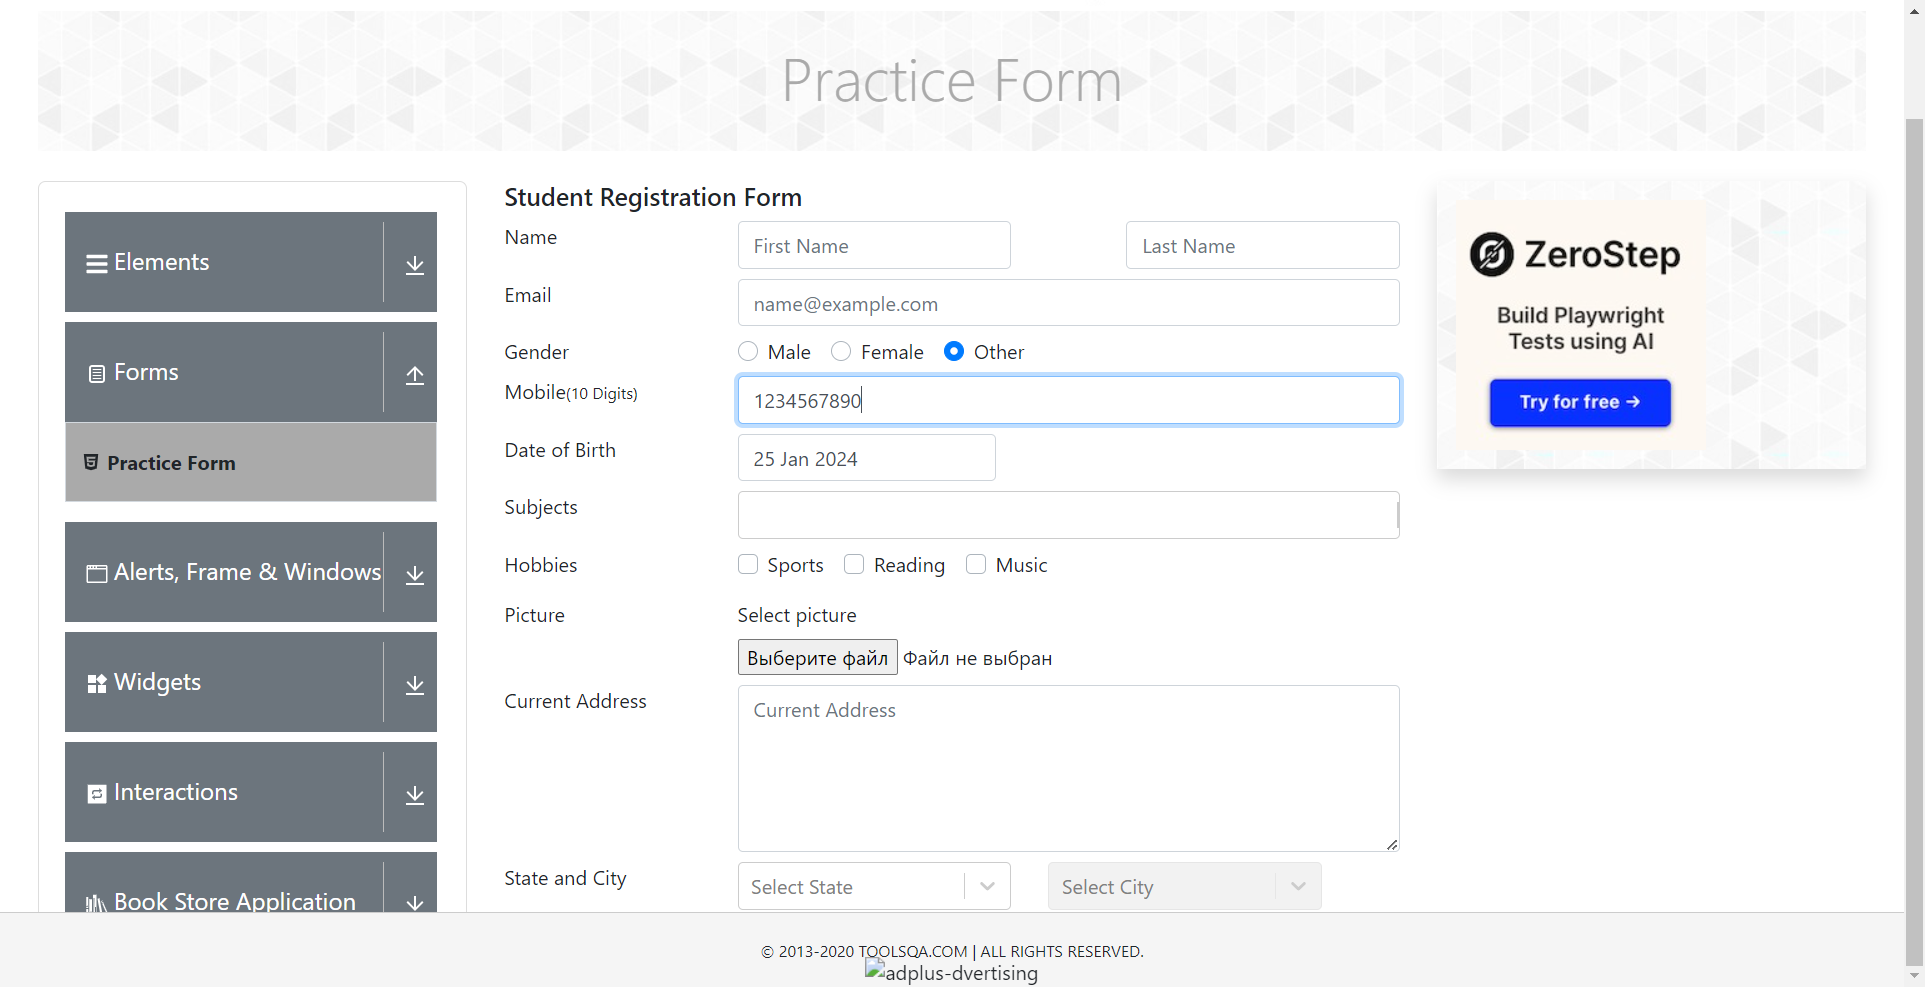 Practice Form
Elements
Forms
Practice Form
Alerts, Frame & Windows
Widgets
Interactions
Book Store Application
Student Registration Form
Name
First Name
Last Name
Email
name@example.com
Gender
Male Female Other
Mobile(10 Digits)
1234567890
Date of Birth
25 Jan 2024
Subjects
Hobbies
Sports Reading Music
Picture
Select picture
Выберите файл Файл не выбран
Current Address
Current Address
State and City
Select State
Select City
ZeroStep
Build Playwright
Tests using AI
Try for free →
© 2013-2020 TOOLSQA.COM | ALL RIGHTS RESERVED.
adplus-dvertising